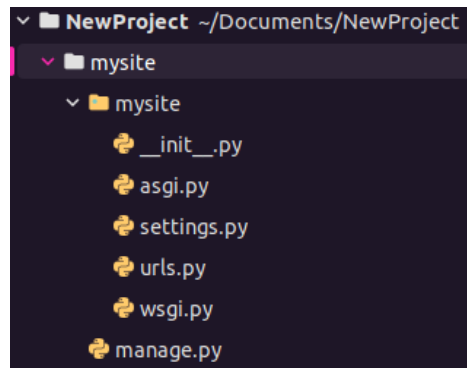 NewProject ~/Documents/NewProject
mysite
mysite
__init__.py
asgi.py
settings.py
urls.py
wsgi.py
manage.py